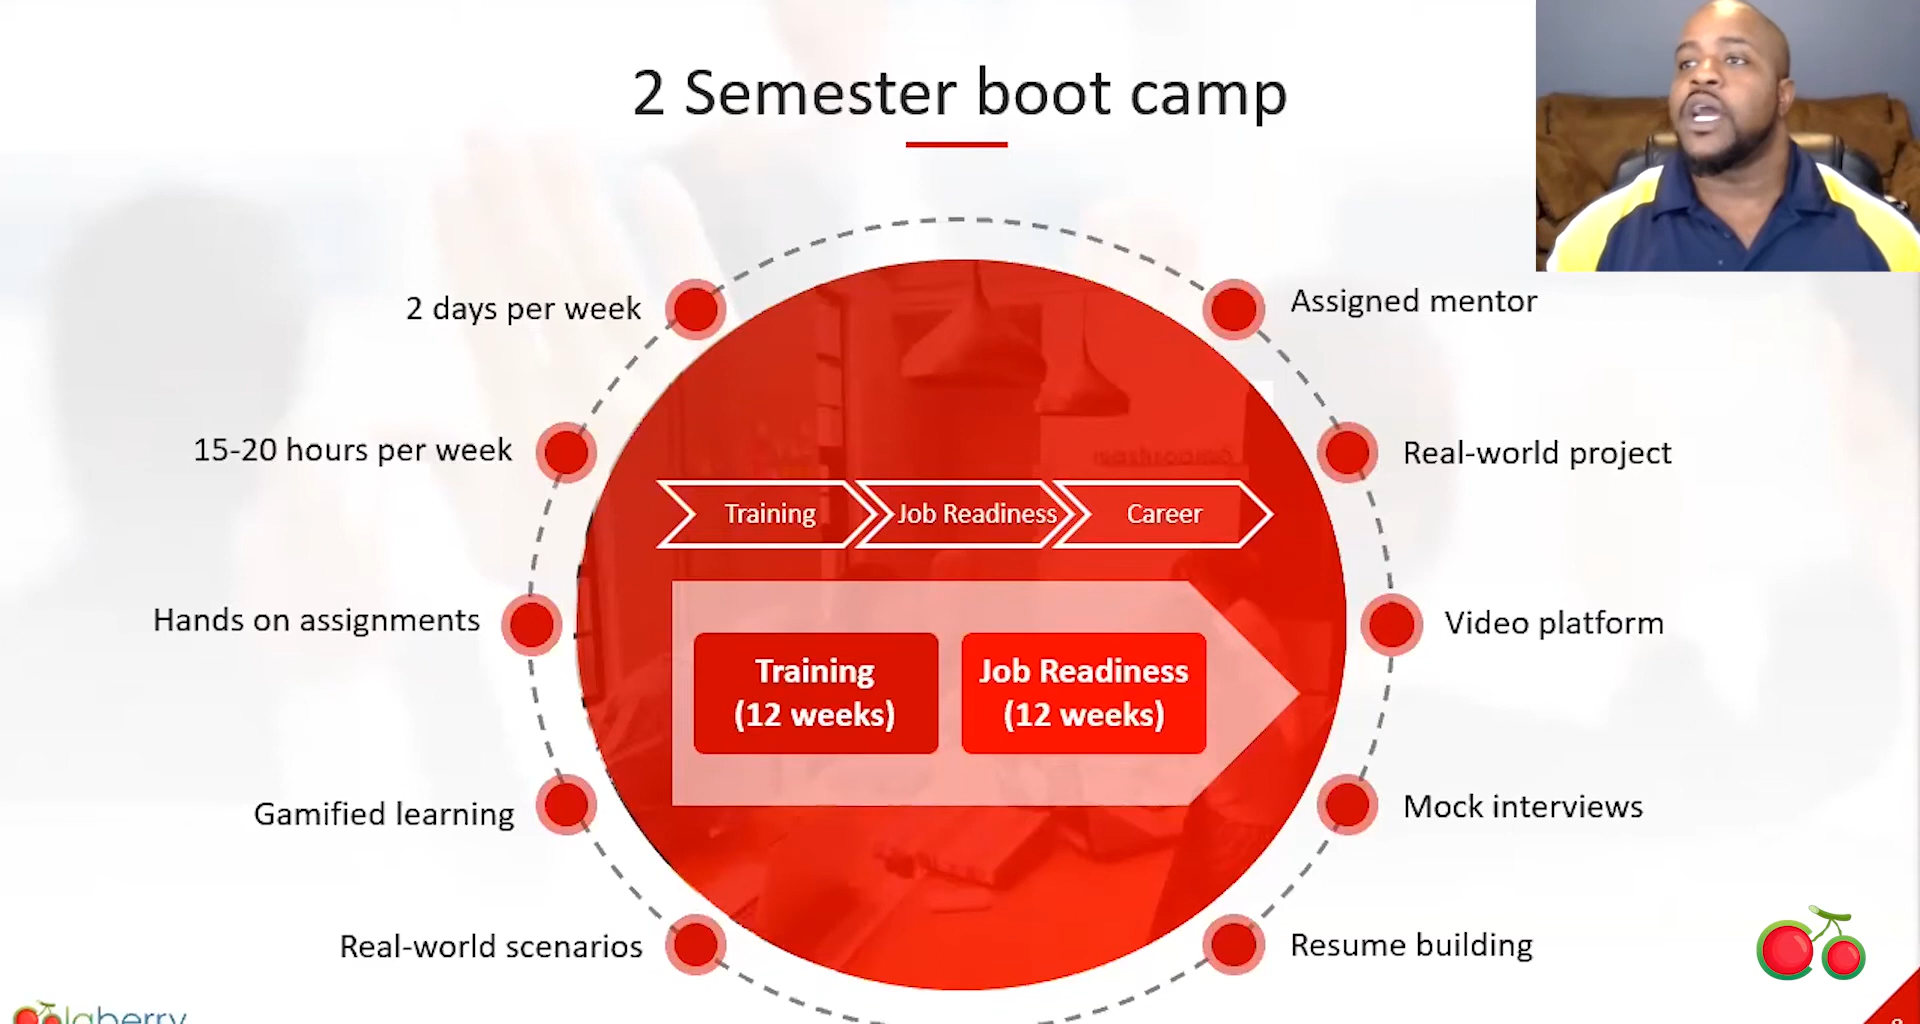 2 Semester boot camp
2 days per week
15-20 hours per week
Hands on assignments
Gamified learning
Real-world scenarios
Training
Job Readiness
Career
Training
(12 weeks)
Job Readiness
(12 weeks)
Assigned mentor
Real-world project
Video platform
Mock interviews
Resume building